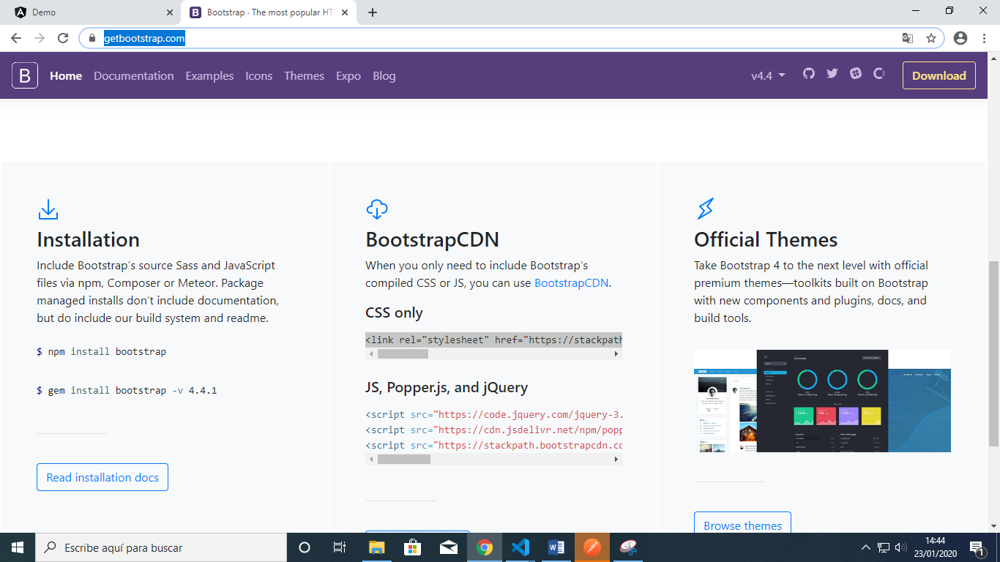 Demo
Bootstrap · The most popular HT
getbootstrap.com
B Home Documentation Examples Icons Themes Expo Blog v4.4 Download
Installation
Include Bootstrap's source Sass and JavaScript
files via npm, Composer or Meteor. Package
managed installs don't include documentation,
but do include our build system and readme.
$ npm install bootstrap
$ gem install bootstrap -v 4.4.1
Read installation docs
BootstrapCDN
When you only need to include Bootstrap's
compiled CSS or JS, you can use BootstrapCDN.
CSS only
<link rel="stylesheet" href="https://stackpath
JS, Popper.js, and jQuery
<script src="https://code.jquery.com/jquery-3.
<script src="https://cdn.jsdelivr.net/npm/popp
<script src="https://stackpath.bootstrapcdn.co
Official Themes
Take Bootstrap 4 to the next level with official
premium themes—toolkits built on Bootstrap
with new components and plugins, docs, and
build tools.
Overview
Browse themes
Escribe aquí para buscar
14:44
23/01/2020
1